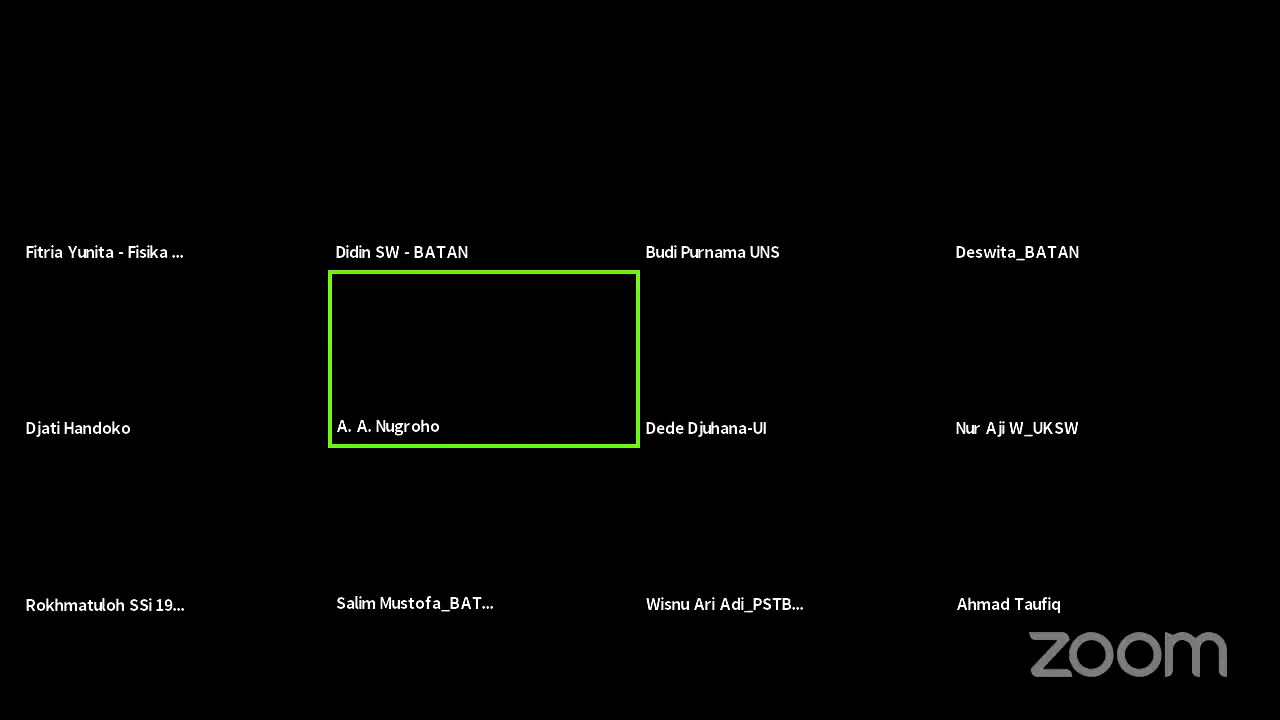 Fitria Yunita - Fisika ...
Didin SW - BATAN
Budi Purnama UNS
Deswita_BATAN
Djati Handoko
A. A. Nugroho
Dede Djuhana-UI
Nur Aji W_UKSW
Rokhmatuloh SSi 19...
Salim Mustofa_BAT...
Wisnu Ari Adi_PSTB...
Ahmad Taufiq
zoom